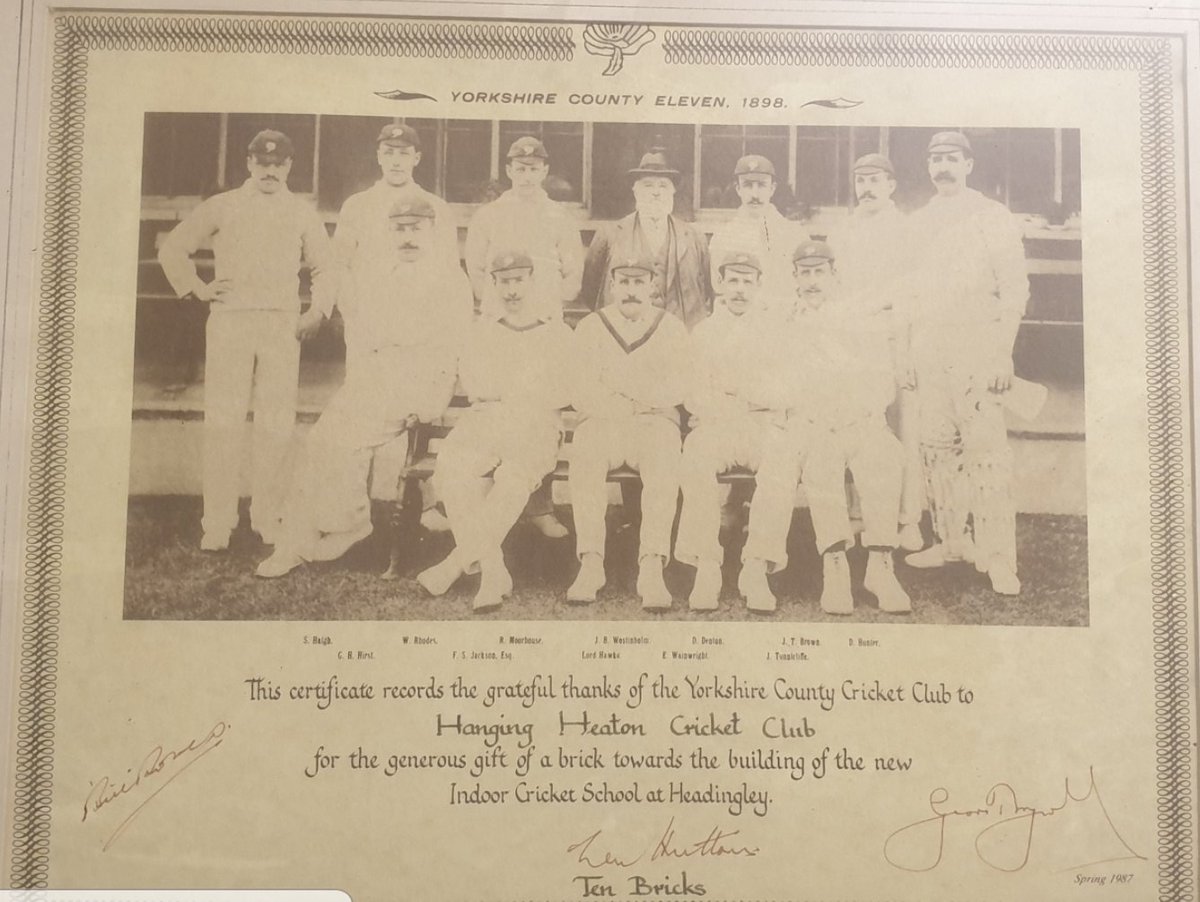 YORKSHIRE COUNTY ELEVEN, 1898.
S. Haigh. W. Rhodes. R. Moorhouse. J. B. Wostinholm. D. Denton. J. T. Brown. D. Hunter.
G. H. Hirst. F. S. Jackson, Esq. Lord Hawke. E. Wainwright. J. Tunnicliffe.
This certificate records the grateful thanks of the Yorkshire County Cricket Club to
Hanging Heaton Cricket Club
for the generous gift of a brick towards the building of the new
Indoor Cricket School at Headingley.
Len Hutton
Ten Bricks
Spring 1987